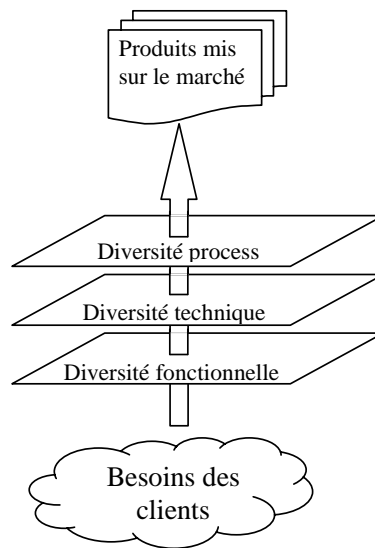 Produits mis
sur le marché
Diversité process
Diversité technique
Diversité fonctionnelle
Besoins des
clients